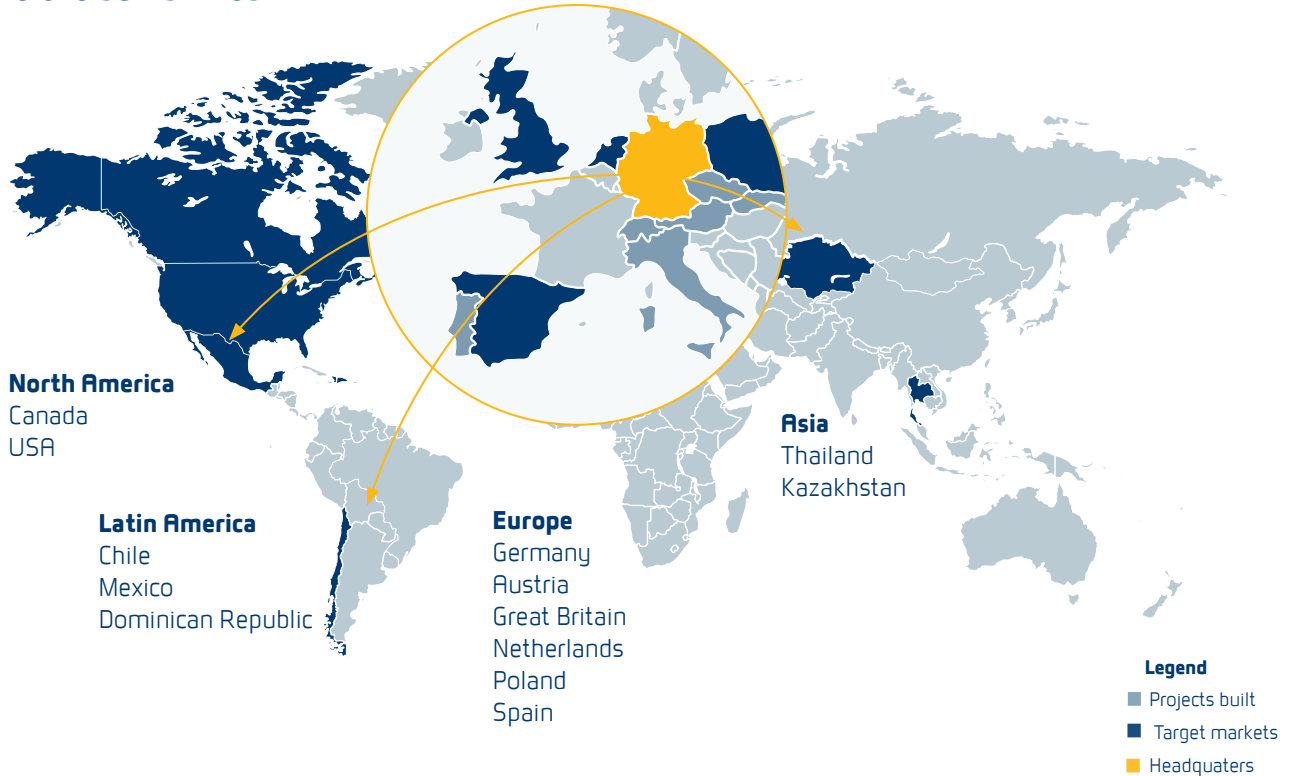 North America
Canada
USA
Latin America
Chile
Mexico
Dominican Republic
Europe
Germany
Austria
Great Britain
Netherlands
Poland
Spain
Asia
Thailand
Kazakhstan
Legend
Projects built
Target markets
Headquaters